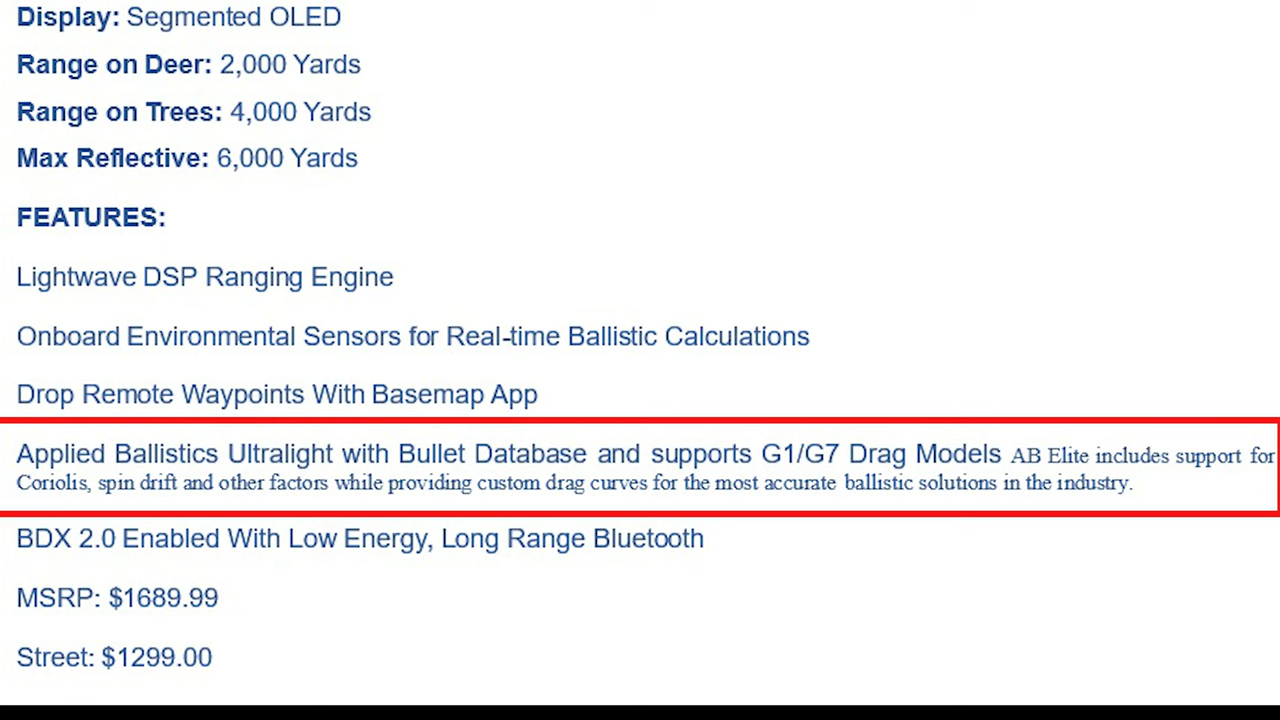 Display: Segmented OLED
Range on Deer: 2,000 Yards
Range on Trees: 4,000 Yards
Max Reflective: 6,000 Yards
FEATURES:
Lightwave DSP Ranging Engine
Onboard Environmental Sensors for Real-time Ballistic Calculations
Drop Remote Waypoints With Basemap App
Applied Ballistics Ultralight with Bullet Database and supports G1/G7 Drag Models AB Elite includes support for
Coriolis, spin drift and other factors while providing custom drag curves for the most accurate ballistic solutions in the industry.
BDX 2.0 Enabled With Low Energy, Long Range Bluetooth
MSRP: $1689.99
Street: $1299.00